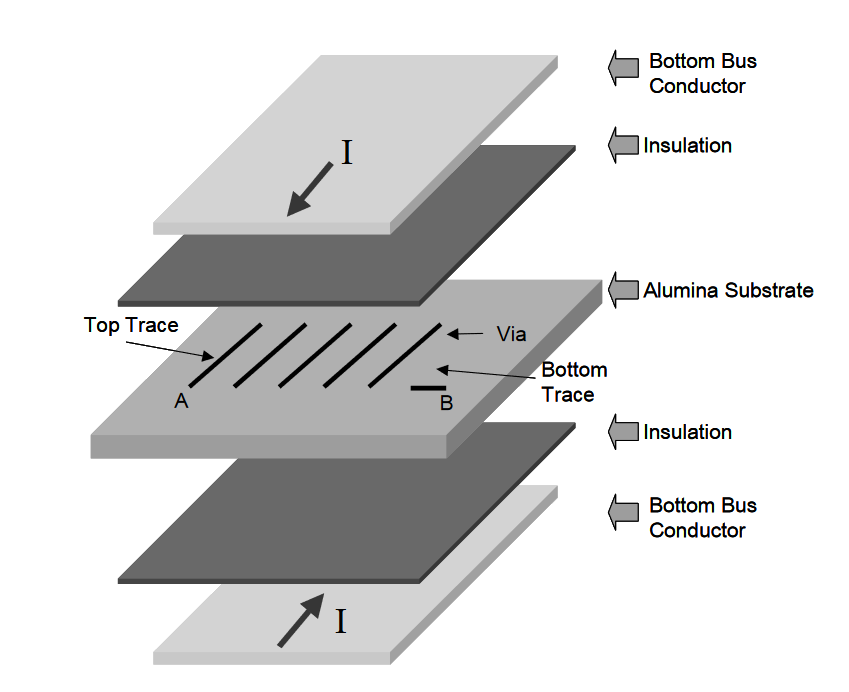 Bottom Bus
Conductor
I
Insulation
Alumina Substrate
Top Trace
Via
Bottom
Trace
A
B
Insulation
Bottom Bus
Conductor
I